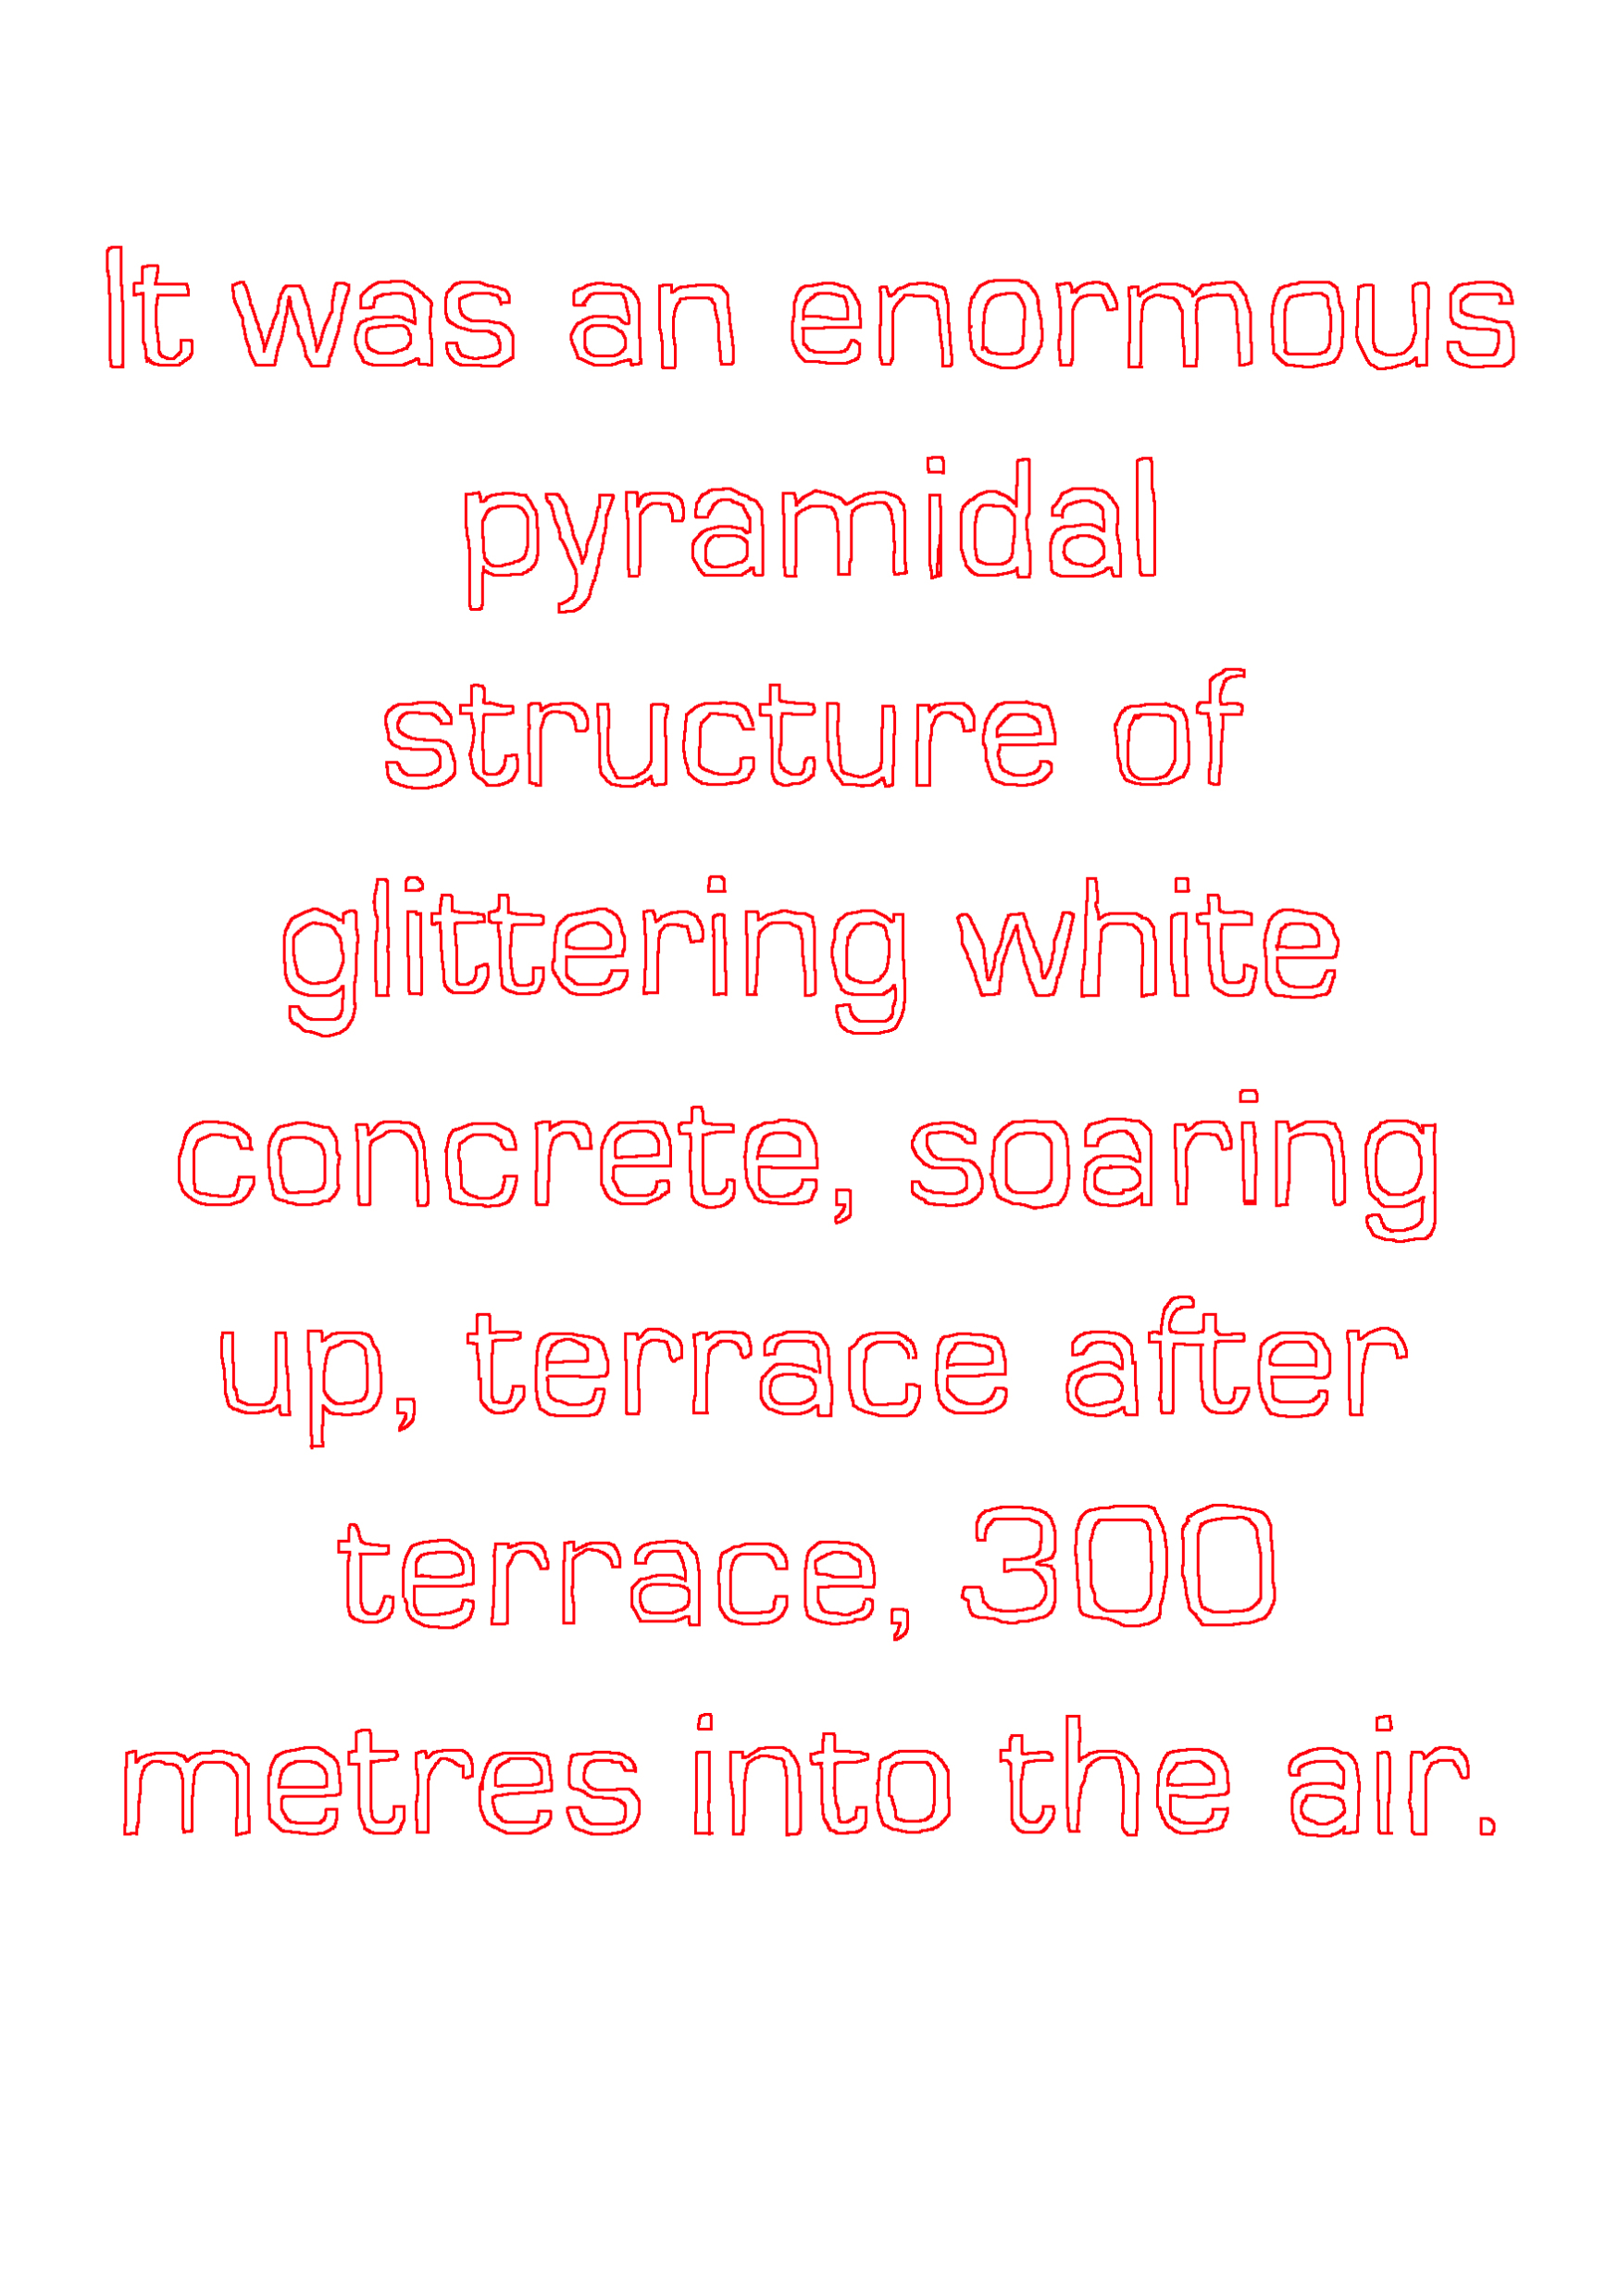 It was an enormous
pyramidal
structure of
glittering white
concrete, soaring
up, terrace after
terrace, 300
metres into the air.